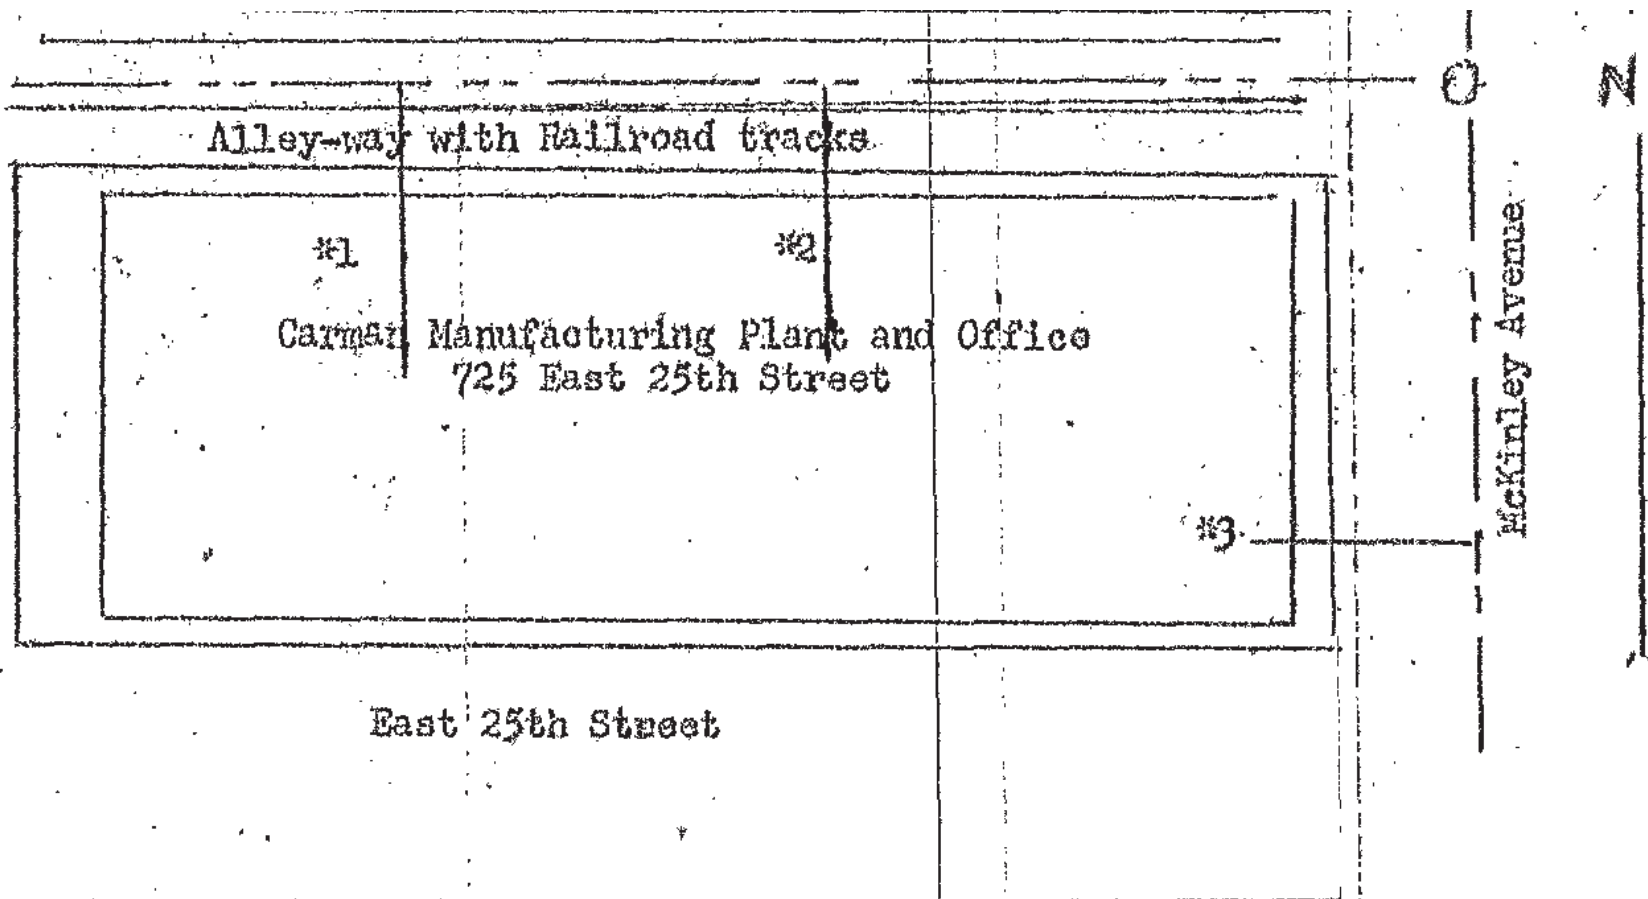 N
Alley-way with Railroad tracks
#1
#2
Carman Manufacturing Plant and Office
725 East 25th Street
McKinley Avenue
#3
East 25th Street